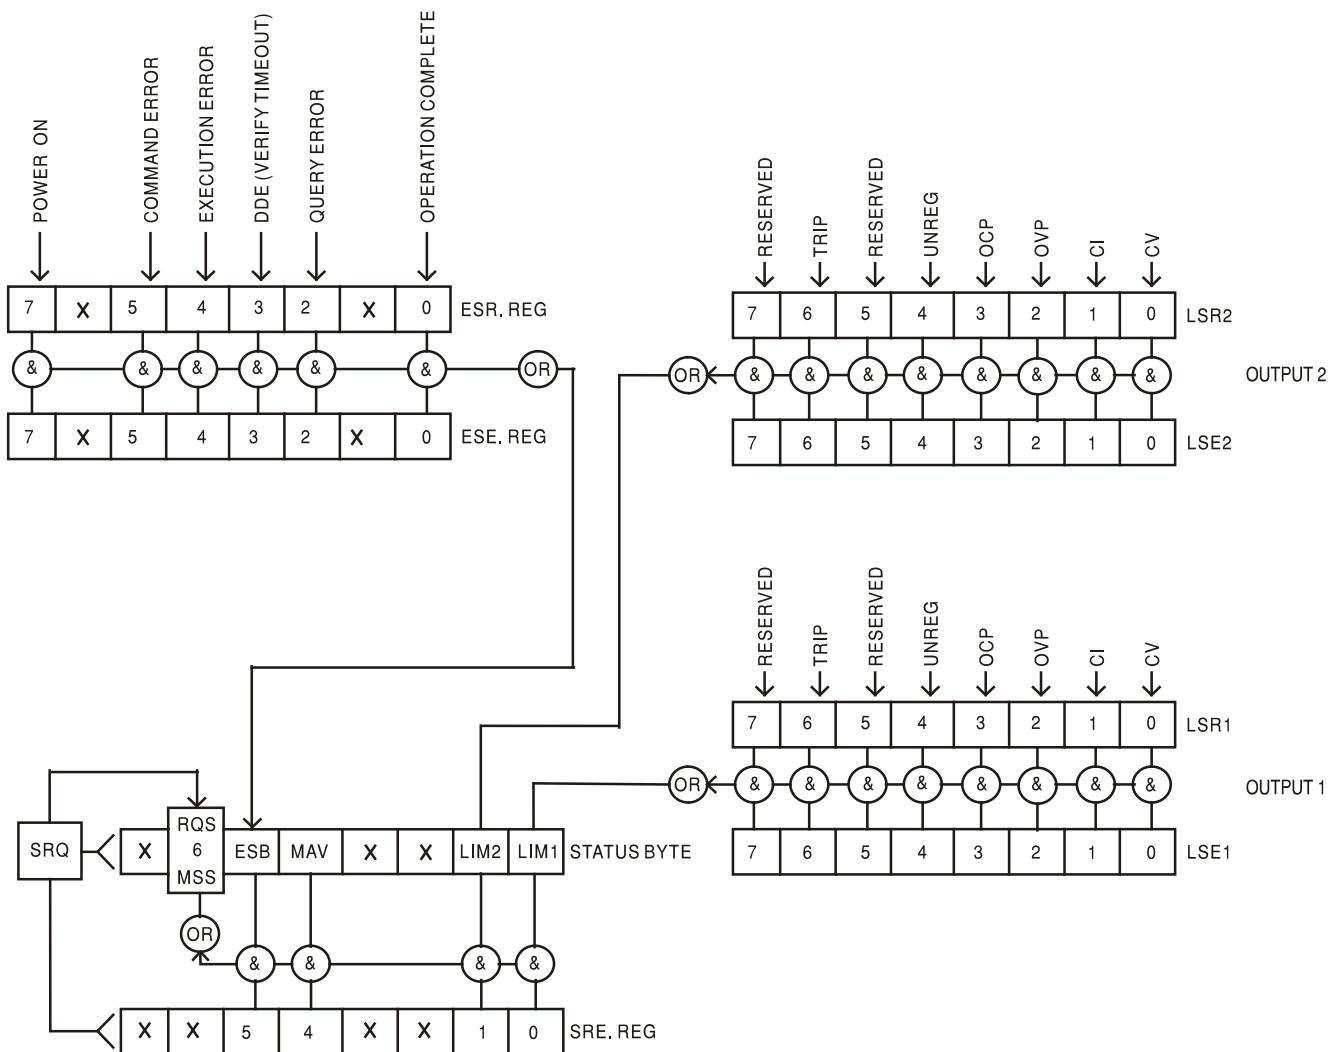 POWER ON
COMMAND ERROR
EXECUTION ERROR
DDE (VERIFY TIMEOUT)
QUERY ERROR
OPERATION COMPLETE
7 X 5 4 3 2 X 0 ESR. REG
& & & & & & OR
7 X 5 4 3 2 X 0 ESE. REG
RESERVED
TRIP
RESERVED
UNREG
OCP
OVP
CI
CV
7 6 5 4 3 2 1 0 LSR2
OR & & & & & & & & OUTPUT 2
7 6 5 4 3 2 1 0 LSE2
RESERVED
TRIP
RESERVED
UNREG
OCP
OVP
CI
CV
7 6 5 4 3 2 1 0 LSR1
OR & & & & & & & & OUTPUT 1
7 6 5 4 3 2 1 0 LSE1
RQS
SRQ X 6 ESB MAV X X LIM2 LIM1 STATUS BYTE
MSS
OR
& & & &
X X 5 4 X X 1 0 SRE. REG